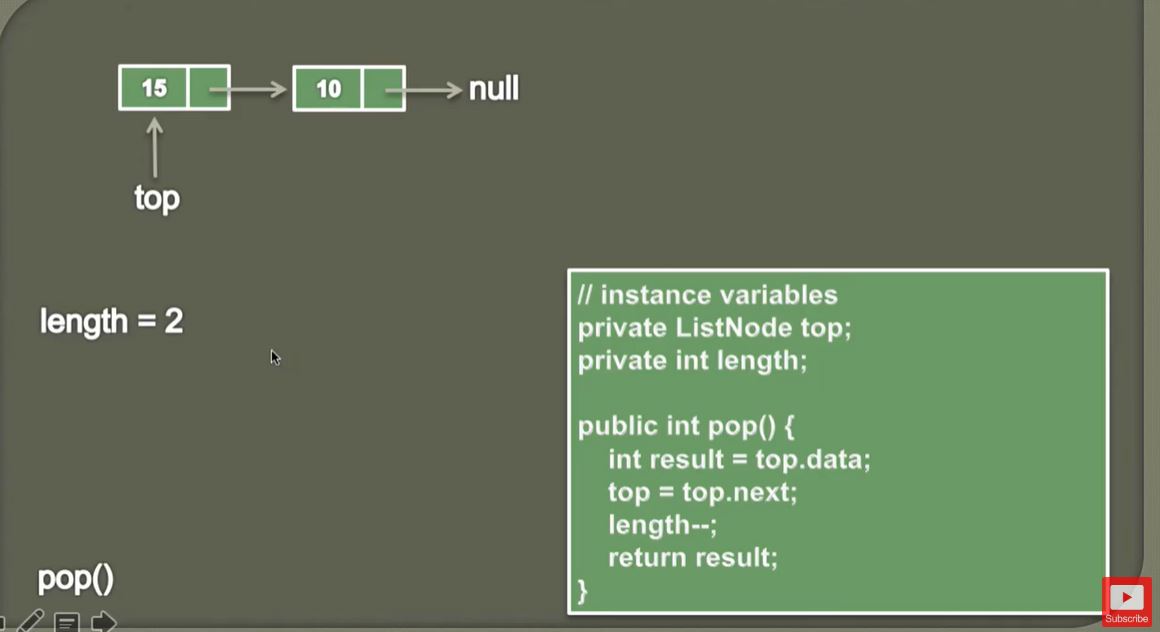 15
10
null
top
length = 2
// instance variables
private ListNode top;
private int length;
public int pop() {
int result = top.data;
top = top.next;
length--;
return result;
}
pop()
Subscribe